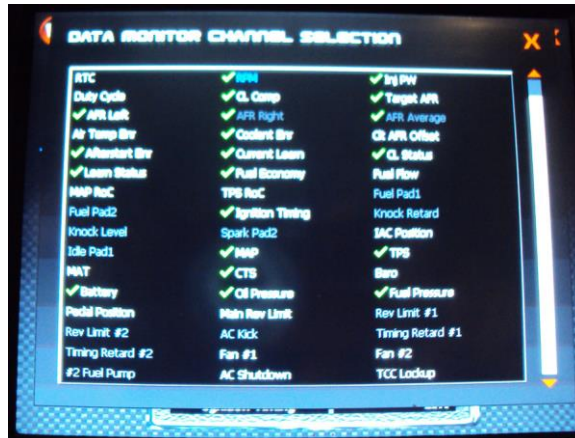 DATA MONITOR CHANNEL SELECTION X
RTC RPM Inj PW
Duty Cycle CL Comp Target AFR
AFR Left AFR Right AFR Average
Air Temp Enr Coolant Enr Clt AFR Offset
Afterstart Enr Current Learn CL Status
Learn Status Fuel Economy Fuel Flow
MAP RoC TPS RoC Fuel Pad1
Fuel Pad2 Ignition Timing Knock Retard
Knock Level Spark Pad2 IAC Position
Idle Pad1 MAP TPS
MAT CTS Baro
Battery Oil Pressure Fuel Pressure
Pedal Position Main Rev Limit Rev Limit #1
Rev Limit #2 AC Kick Timing Retard #1
Timing Retard #2 Fan #1 Fan #2
#2 Fuel Pump AC Shutdown TCC Lockup